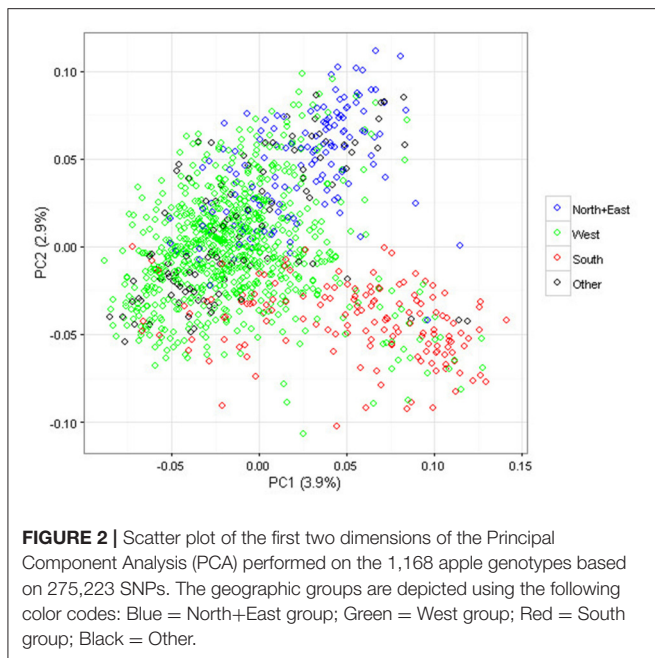 0.10
0.05
0.00
-0.05
-0.10
PC2 (2.9%)
-0.05
0.00
0.05
0.10
0.15
PC1 (3.9%)
North+East
West
South
Other
FIGURE 2 | Scatter plot of the first two dimensions of the Principal
Component Analysis (PCA) performed on the 1,168 apple genotypes based
on 275,223 SNPs. The geographic groups are depicted using the following
color codes: Blue = North+East group; Green = West group; Red = South
group; Black = Other.